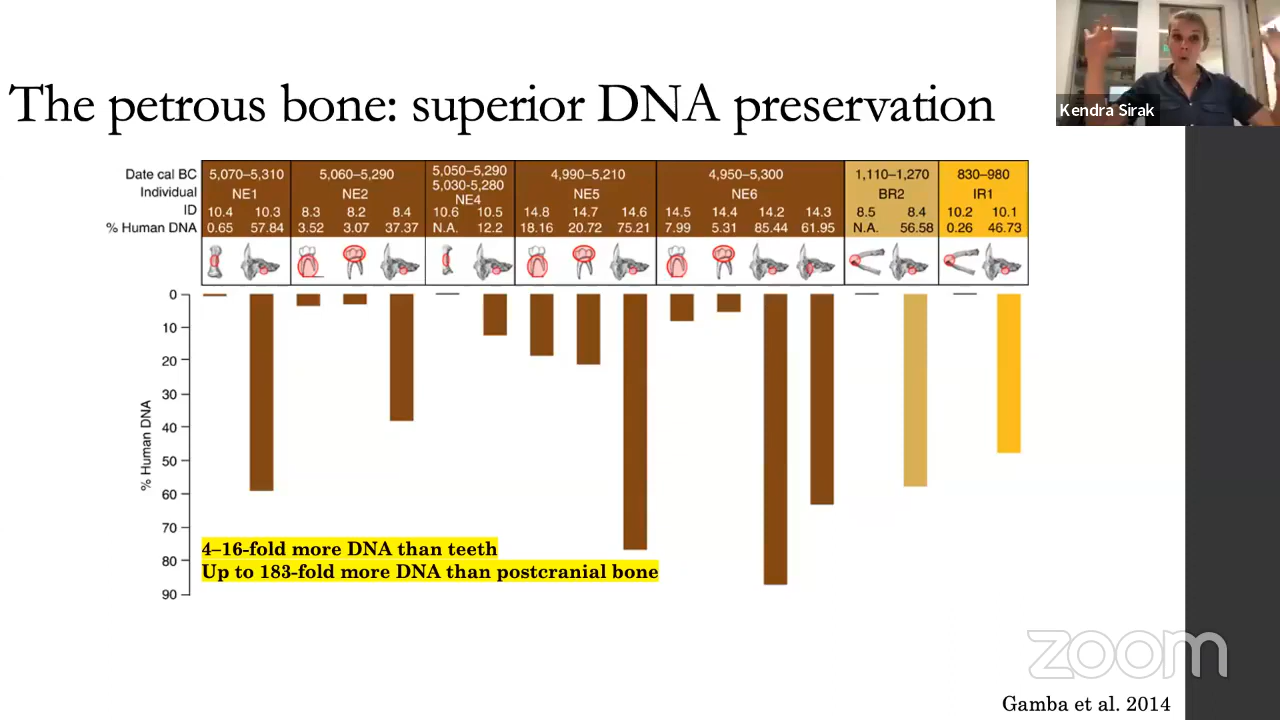 The petrous bone: superior DNA preservation
Kendra Sirak
Date cal BC 5,070–5,310 5,060–5,290 5,050–5,290 5,030-5,280 4,990–5,210 4,950–5,300 1,110–1,270 830–980
Individual NE1 NE2 NE4 NE5 NE6 BR2 IR1
ID 10.4 10.3 8.3 8.2 8.4 10.6 10.5 14.8 14.7 14.6 14.5 14.4 14.2 14.3 8.5 8.4 10.2 10.1
% Human DNA 0.65 57.84 3.52 3.07 37.37 N.A. 12.2 18.16 20.72 75.21 7.99 5.31 85.44 61.95 N.A. 56.58 0.26 46.73
0
10
20
30
40
50
60
70
80
90
% Human DNA
4–16-fold more DNA than teeth
Up to 183-fold more DNA than postcranial bone
zoom
Gamba et al. 2014